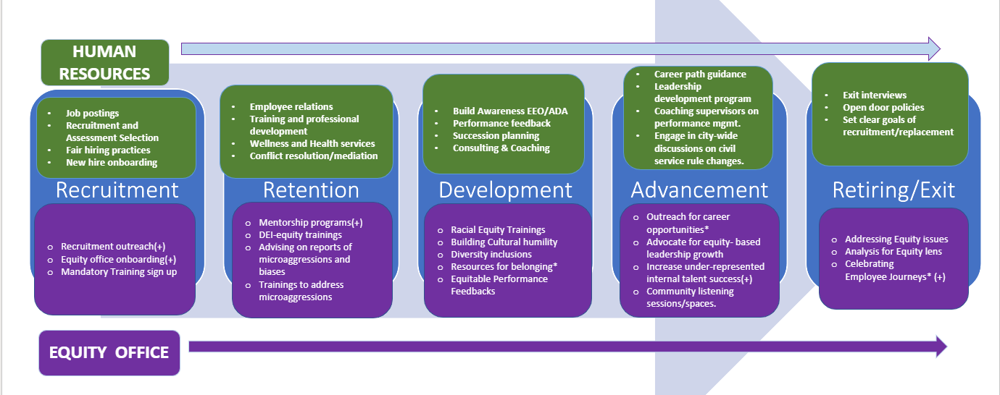 HUMAN
RESOURCES
• Job postings
• Recruitment and
Assessment Selection
• Fair hiring practices
• New hire onboarding
Recruitment
o Recruitment outreach(+)
o Equity office onboarding(+)
o Mandatory Training sign up
• Employee relations
• Training and professional
development
• Wellness and Health services
• Conflict resolution/mediation
Retention
o Mentorship programs(+)
o DEI-equity trainings
o Advising on reports of
microaggressions and
biases
o Trainings to address
microaggressions
• Build Awareness EEO/ADA
• Performance feedback
• Succession planning
• Consulting & Coaching
Development
o Racial Equity Trainings
o Building Cultural humility
o Diversity inclusions
o Resources for belonging*
o Equitable Performance
Feedbacks
• Career path guidance
• Leadership
development program
• Coaching supervisors on
performance mgmt.
• Engage in city-wide
discussions on civil
service rule changes.
Advancement
o Outreach for career
opportunities*
o Advocate for equity- based
leadership growth
o Increase under-represented
internal talent success(+)
o Community listening
sessions/spaces.
• Exit interviews
• Open door policies
• Set clear goals of
recruitment/replacement
Retiring/Exit
o Addressing Equity issues
o Analysis for Equity lens
o Celebrating
Employee Journeys* (+)
EQUITY OFFICE